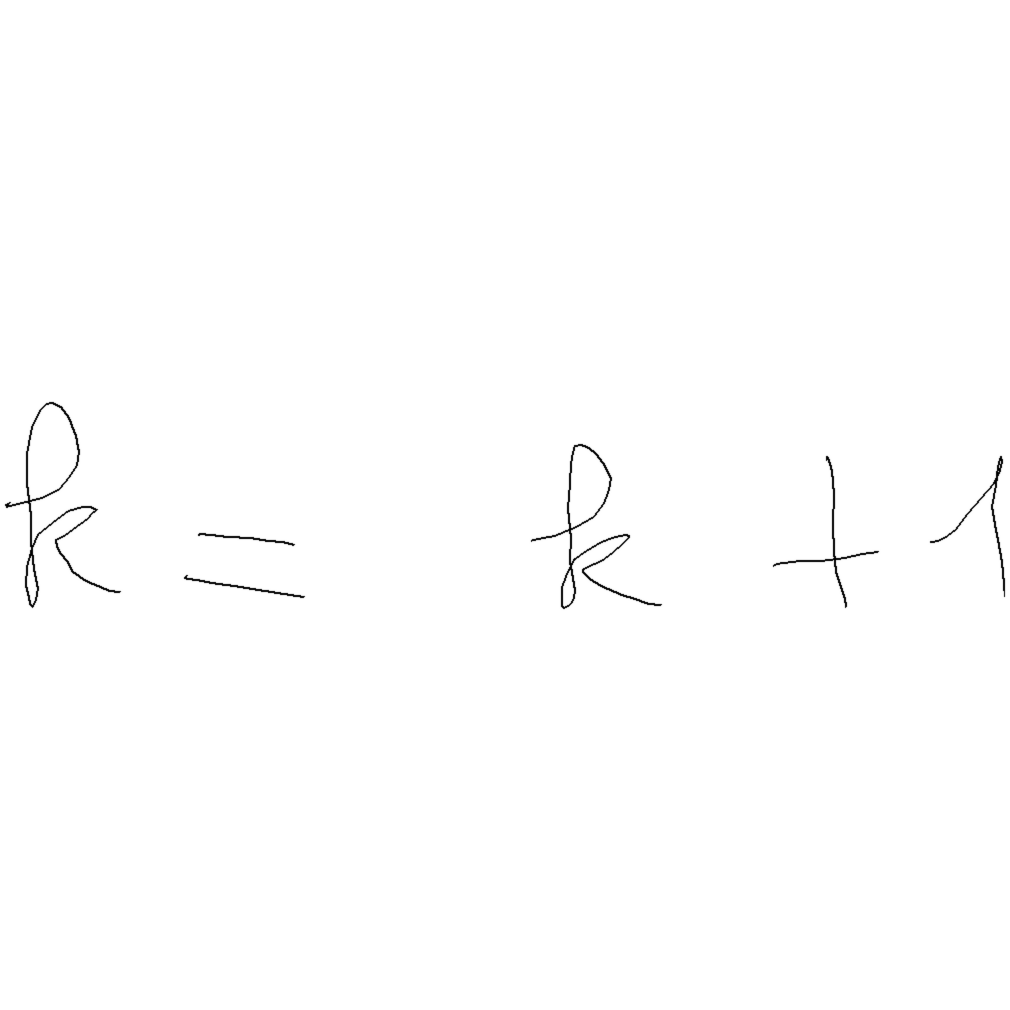 k = k + 1